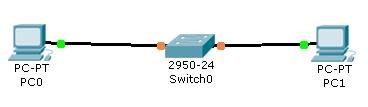 PC-PT
PC0
2950-24
Switch0
PC-PT
PC1